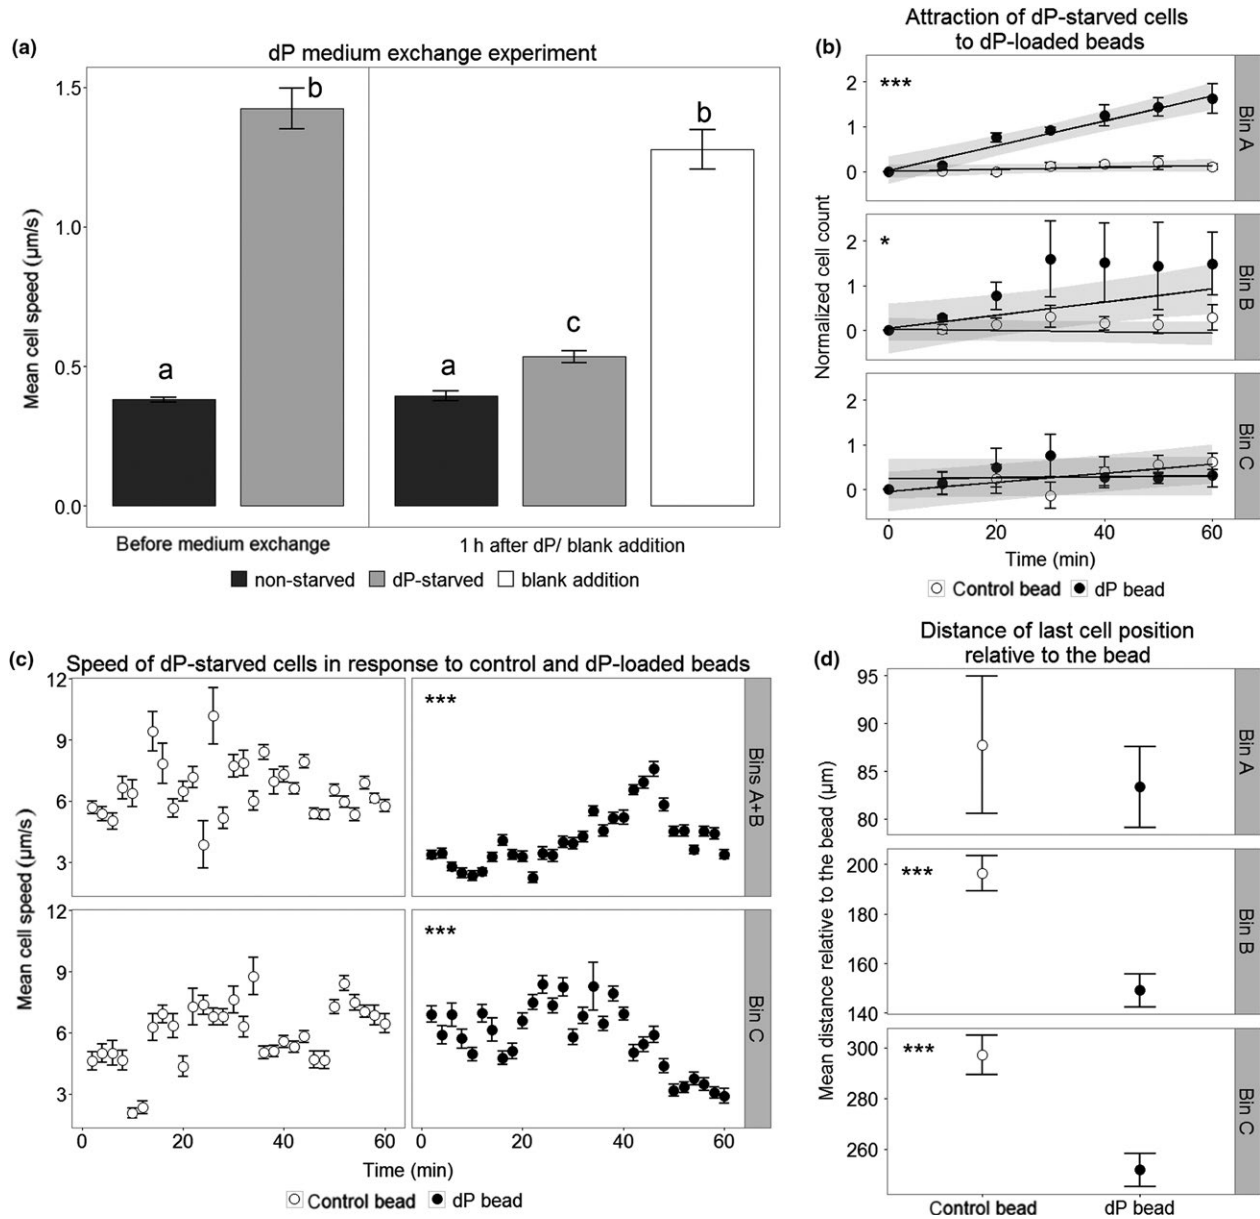 (a)
dP medium exchange experiment
Mean cell speed (µm/s)
1.5
1.0
0.5
0.0
a
b
a
c
b
Before medium exchange
1 h after dP/ blank addition
non-starved
dP-starved
blank addition
(b)
Attraction of dP-starved cells
to dP-loaded beads
Normalized cell count
2
1
0
***
Bin A
2
1
0
*
Bin B
2
1
0
Bin C
0
20
40
60
Time (min)
Control bead
dP bead
(c)
Speed of dP-starved cells in response to control and dP-loaded beads
Mean cell speed (µm/s)
12
9
6
3
***
Bins A+B
12
9
6
3
***
Bin C
0
20
40
60
0
20
40
60
Time (min)
Control bead
dP bead
(d)
Distance of last cell position
relative to the bead
Mean distance relative to the bead (µm)
95
90
85
80
Bin A
200
180
160
140
***
Bin B
300
280
260
***
Bin C
Control bead
dP bead